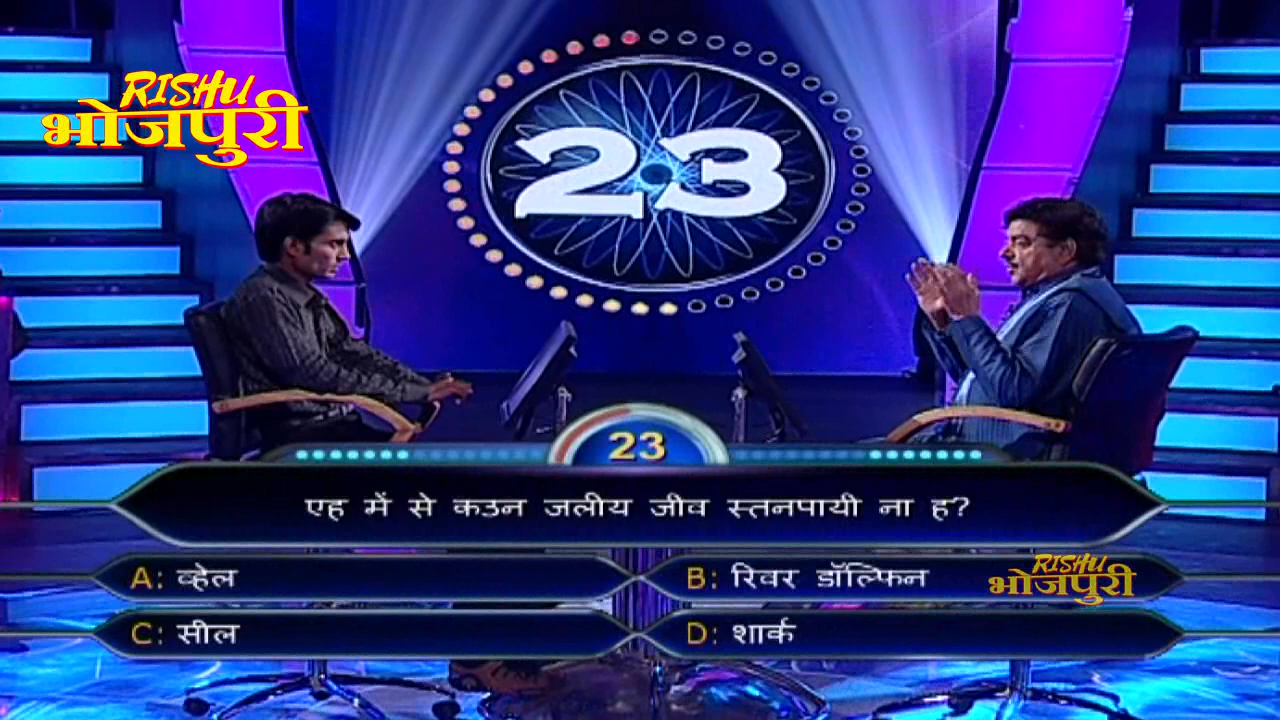 RISHU
भोजपुरी
23
23
एह में से कउन जलीय जीव स्तनपायी ना ह?
A: व्हेल
B: रिवर डॉल्फिन
RISHU
भोजपुरी
C: सील
D: शार्क